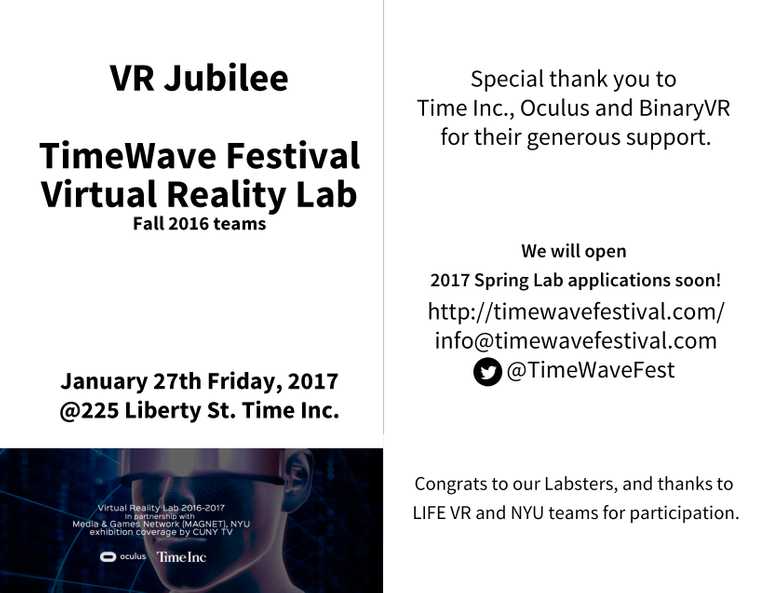 VR Jubilee
TimeWave Festival
Virtual Reality Lab
Fall 2016 teams
January 27th Friday, 2017
@225 Liberty St. Time Inc.
Virtual Reality Lab 2016-2017
In partnership with
Media & Games Network (MAGNET), NYU
exhibition coverage by CUNY TV
oculus TimeInc
Special thank you to
Time Inc., Oculus and BinaryVR
for their generous support.
We will open
2017 Spring Lab applications soon!
http://timewavefestival.com/
info@timewavefestival.com
@TimeWaveFest
Congrats to our Labsters, and thanks to
LIFE VR and NYU teams for participation.